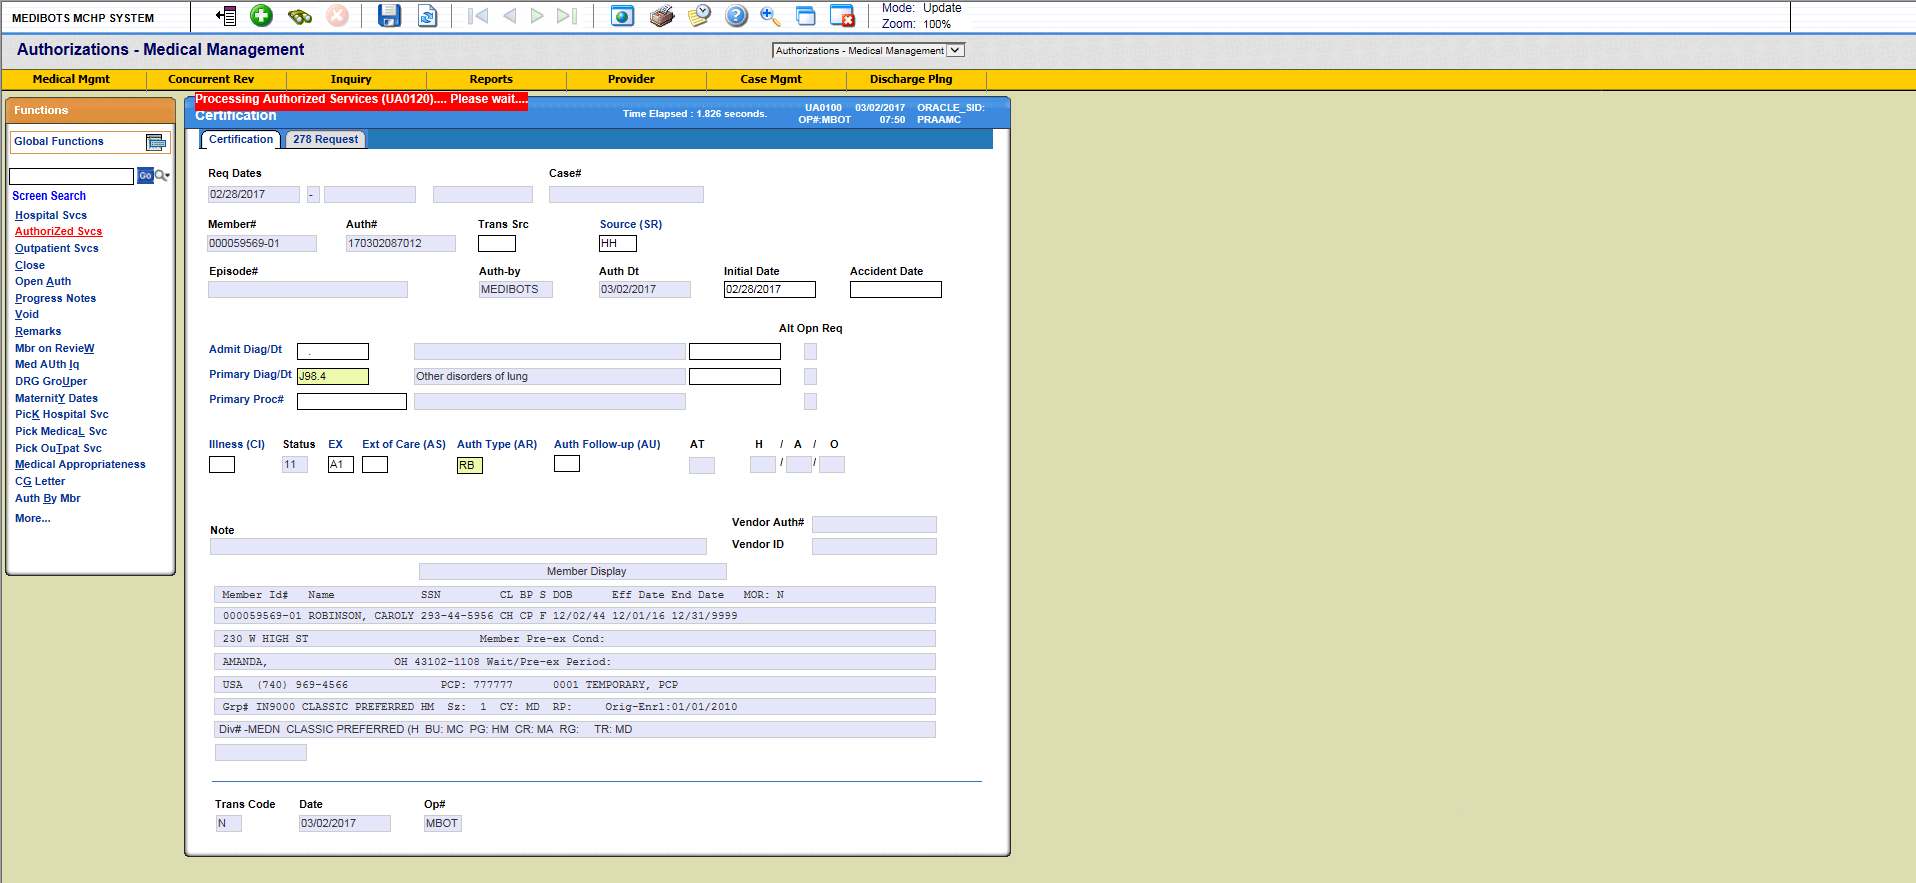 MEDIBOTS MCHP SYSTEM
Mode: Update
Zoom: 100%
Authorizations - Medical Management
Authorizations - Medical Management
Medical Mgmt Concurrent Rev Inquiry Reports Provider Case Mgmt Discharge Plng
Functions
Global Functions
Go
Screen Search
Hospital Svcs
AuthoriZed Svcs
Outpatient Svcs
Close
Open Auth
Progress Notes
Void
Remarks
Mbr on RevieW
Med AUth Iq
DRG GroUper
MaternitY Dates
PicK Hospital Svc
Pick MedicaL Svc
Pick OuTpat Svc
Medical Appropriateness
CG Letter
Auth By Mbr
More...
Processing Authorized Services (UA0120).... Please wait....
Certification
Time Elapsed : 1.826 seconds.
UA0100 03/02/2017 ORACLE_SID:
OP#:MBOT 07:50 PRAAMC
Certification 278 Request
Req Dates Case#
02/28/2017 -
Member# Auth# Trans Src Source (SR)
000059569-01 170302087012 HH
Episode# Auth-by Auth Dt Initial Date Accident Date
MEDIBOTS 03/02/2017 02/28/2017
Alt Opn Req
Admit Diag/Dt .
Primary Diag/Dt J98.4 Other disorders of lung
Primary Proc#
Illness (CI) Status EX Ext of Care (AS) Auth Type (AR) Auth Follow-up (AU) AT H / A / O
11 A1 RB / /
Vendor Auth#
Note
Vendor ID
Member Display
Member Id# Name SSN CL BP S DOB Eff Date End Date MOR: N
000059569-01 ROBINSON, CAROLY 293-44-5956 CH CP F 12/02/44 12/01/16 12/31/9999
230 W HIGH ST Member Pre-ex Cond:
AMANDA, OH 43102-1108 Wait/Pre-ex Period:
USA (740) 969-4566 PCP: 777777 0001 TEMPORARY, PCP
Grp# IN9000 CLASSIC PREFERRED HM Sz: 1 CY: MD RP: Orig-Enrl:01/01/2010
Div# -MEDN CLASSIC PREFERRED (H BU: MC PG: HM CR: MA RG: TR: MD
Trans Code Date Op#
N 03/02/2017 MBOT